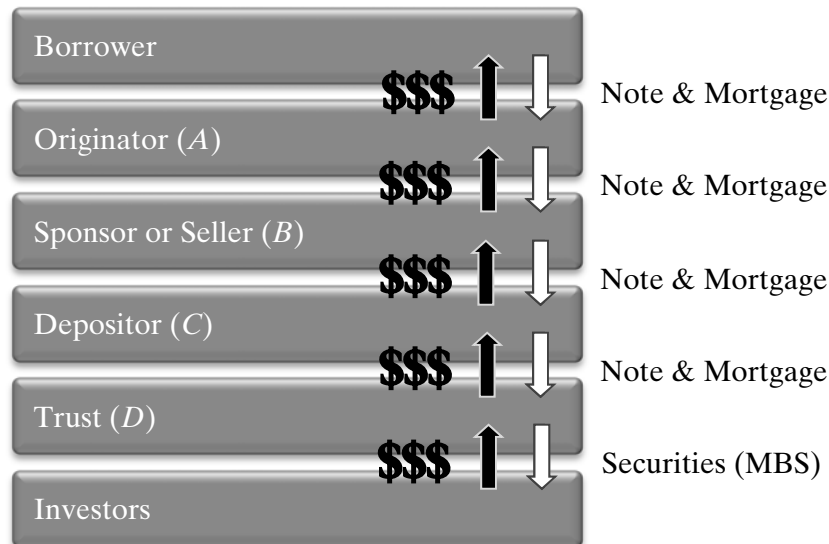 Borrower
$$$
Note & Mortgage
Originator (A)
$$$
Note & Mortgage
Sponsor or Seller (B)
$$$
Note & Mortgage
Depositor (C)
$$$
Note & Mortgage
Trust (D)
$$$
Securities (MBS)
Investors